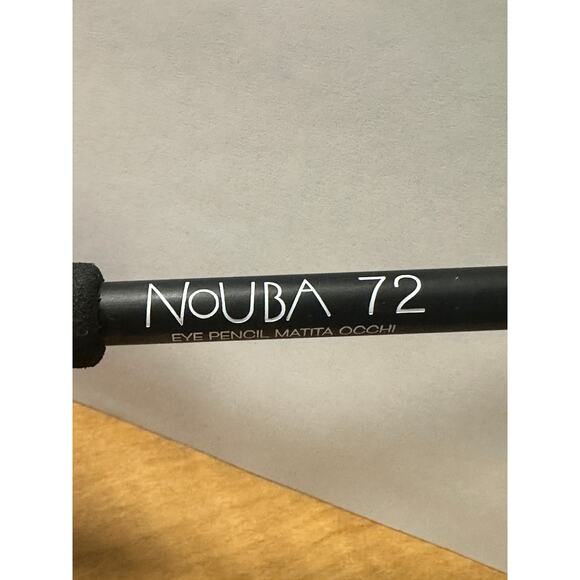 NOUBA 72
EYE PENCIL MATITA OCCHI